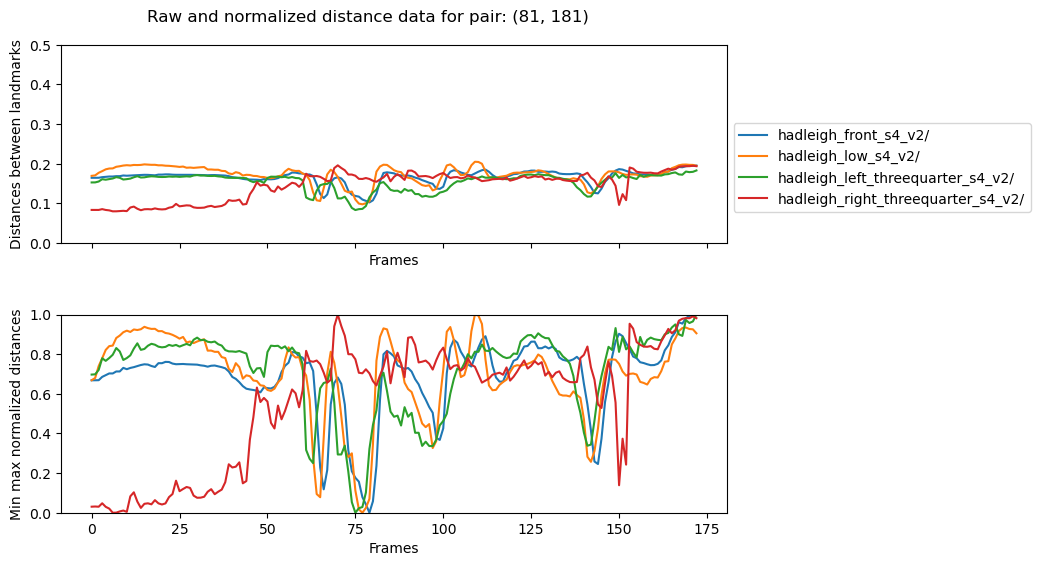 Raw and normalized distance data for pair: (81, 181)
Distances between landmarks
0.5
0.4
0.3
0.2
0.1
0.0
Frames
hadleigh_front_s4_v2/
hadleigh_low_s4_v2/
hadleigh_left_threequarter_s4_v2/
hadleigh_right_threequarter_s4_v2/
Min max normalized distances
1.0
0.8
0.6
0.4
0.2
0.0
0 25 50 75 100 125 150 175
Frames